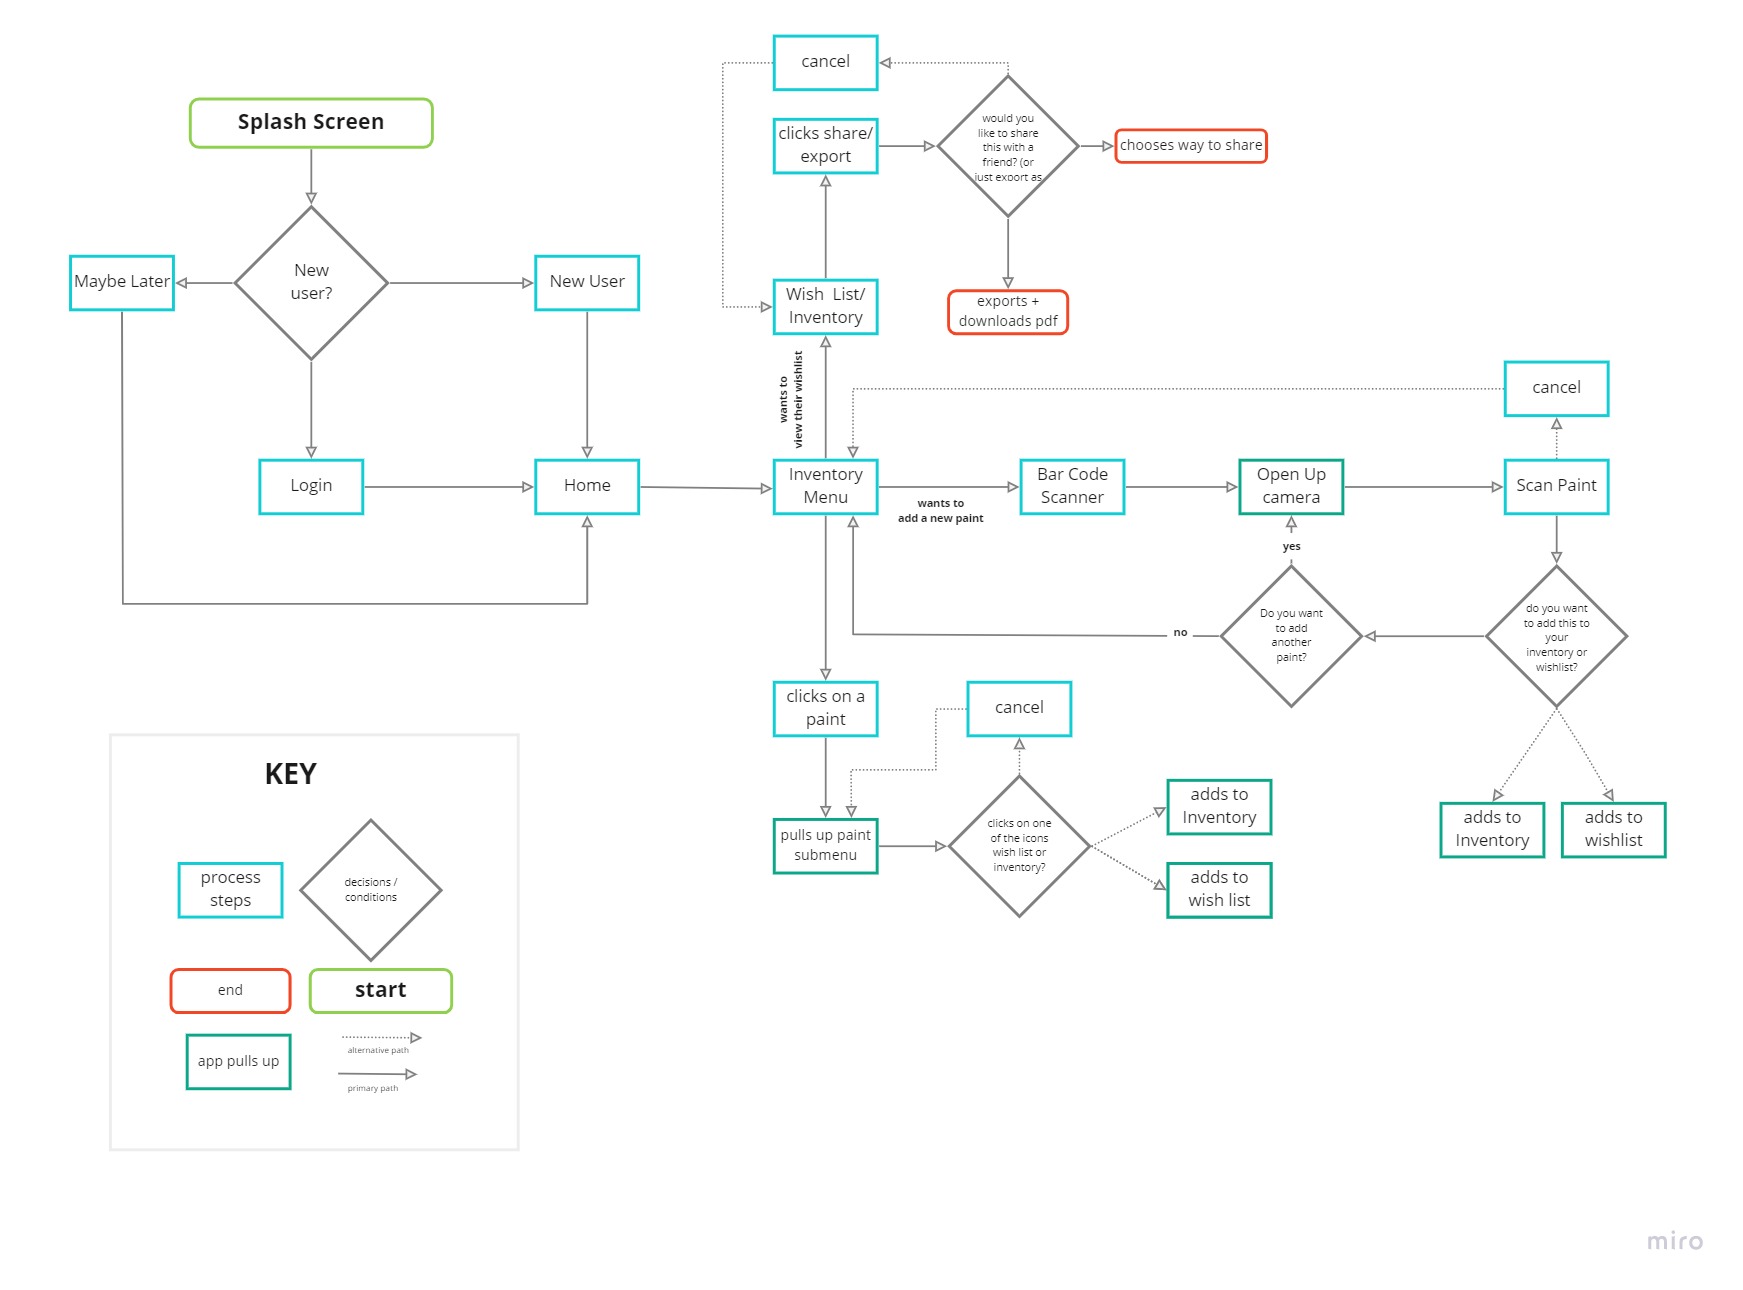 cancel
Splash Screen
clicks share/
export
would you
like to share
this with a
friend? (or
just export as
chooses way to share
Maybe Later
New
user?
New User
Wish List/
Inventory
exports +
downloads pdf
wants to
view their wishlist
cancel
Login
Home
Inventory
Menu
wants to
add a new paint
Bar Code
Scanner
Open Up
camera
Scan Paint
yes
no
Do you want
to add
another
paint?
do you want
to add this to
your
inventory or
wishlist?
clicks on a
paint
cancel
pulls up paint
submenu
clicks on one
of the icons
wish list or
inventory?
adds to
Inventory
adds to
wish list
adds to
Inventory
adds to
wishlist
KEY
process
steps
decisions /
conditions
end
start
app pulls up
alternative path
primary path
miro